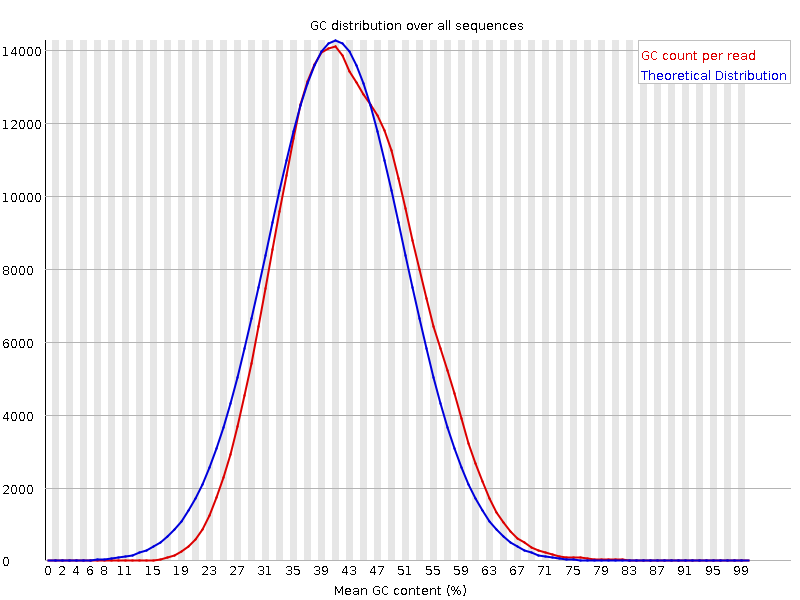 GC distribution over all sequences
GC count per read
Theoretical Distribution
14000
12000
10000
8000
6000
4000
2000
0
0 2 4 6 8 11 15 19 23 27 31 35 39 43 47 51 55 59 63 67 71 75 79 83 87 91 95 99
Mean GC content (%)